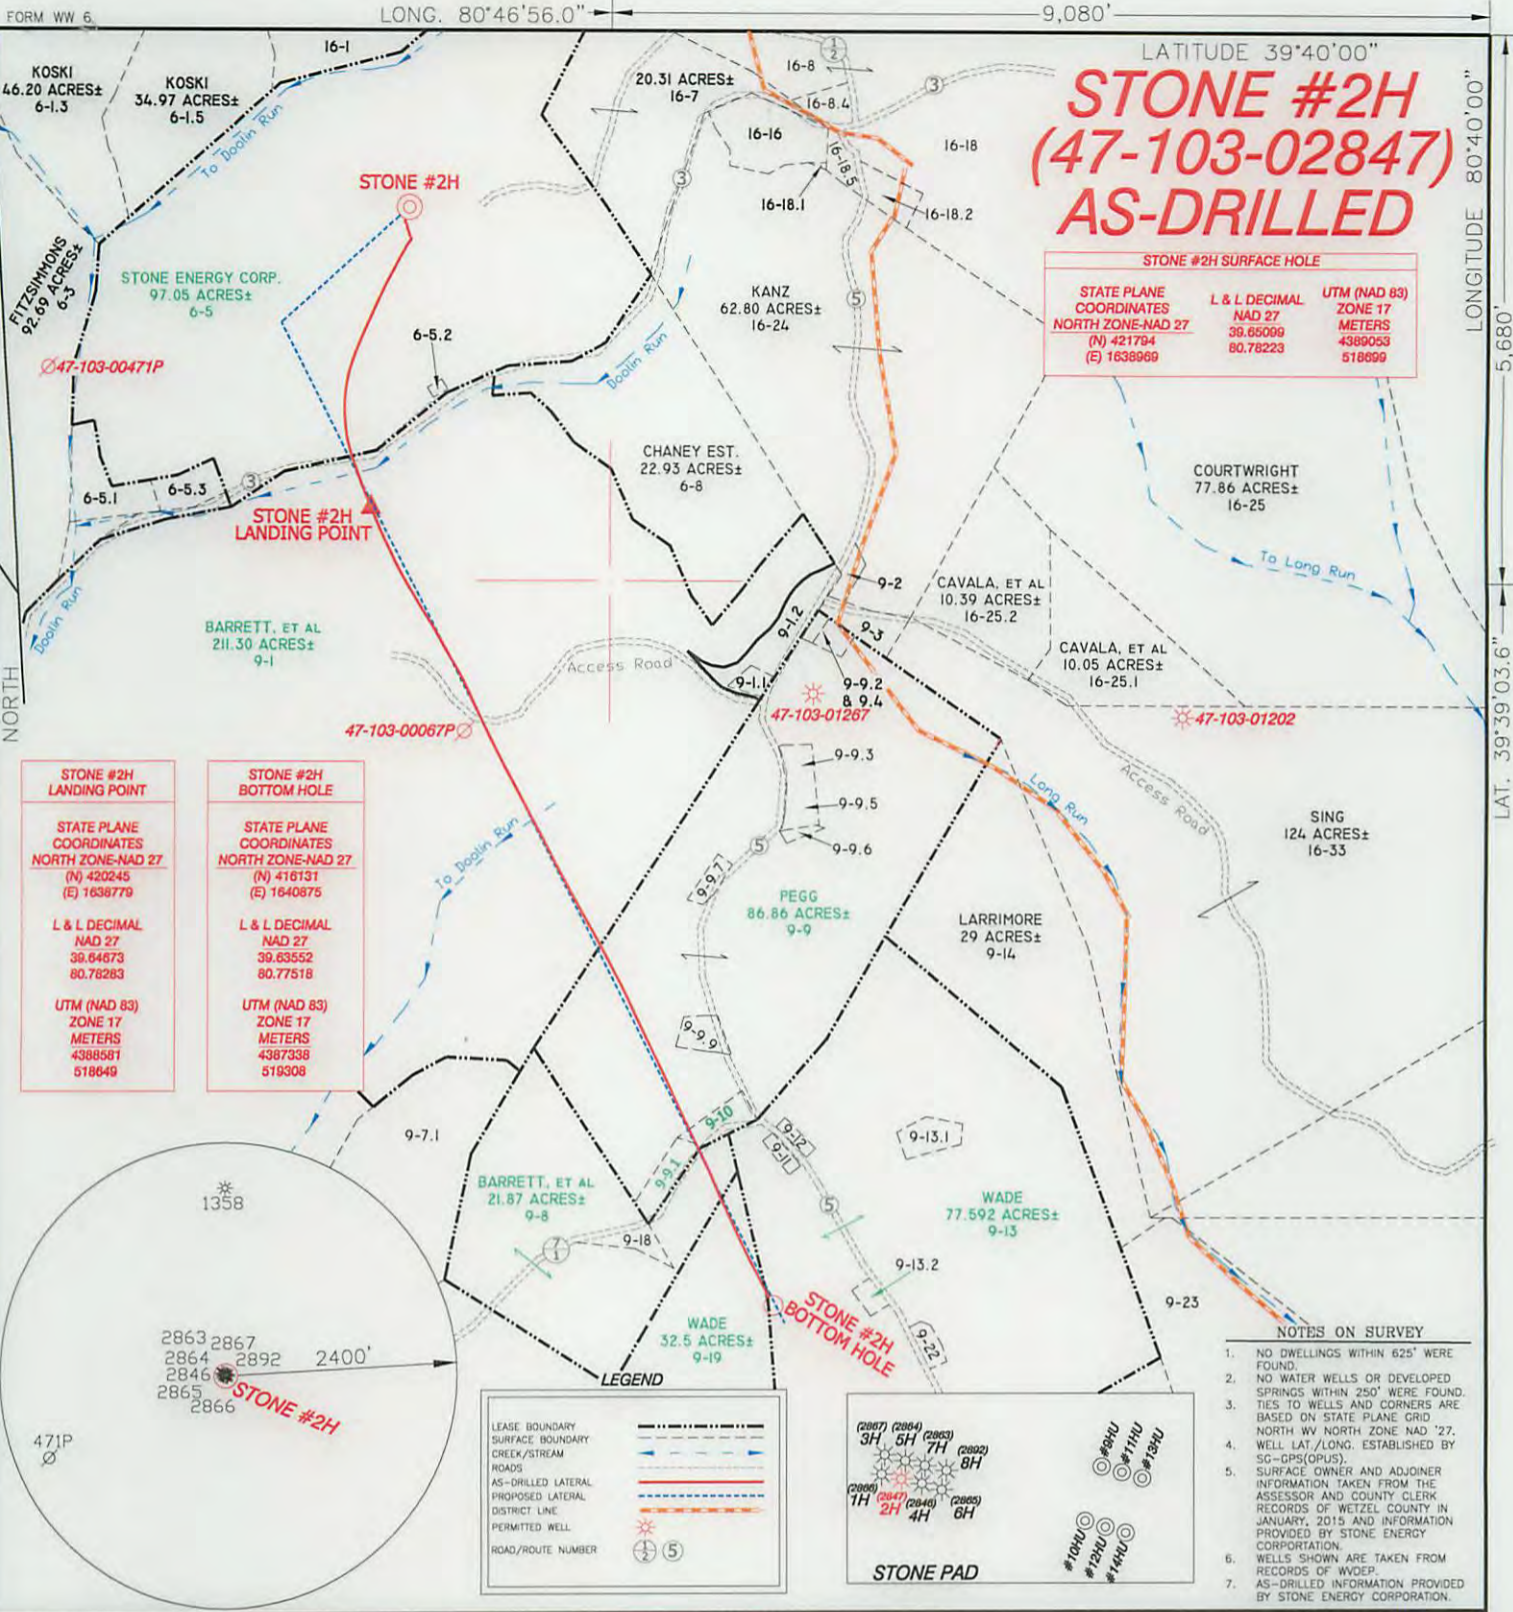 FORM WW 6
LONG. 80°46'56.0"
9,080'
LATITUDE 39°40'00"
STONE #2H
(47-103-02847)
AS-DRILLED
LONGITUDE 80°40'00"
5,680'
LAT. 39°39'03.6"
STONE #2H SURFACE HOLE
STATE PLANE
COORDINATES
NORTH ZONE-NAD 27
(N) 421794
(E) 1638969
L & L DECIMAL
NAD 27
39.65099
80.78223
UTM (NAD 83)
ZONE 17
METERS
4389053
518699
KOSKI
46.20 ACRES±
6-1.3
KOSKI
34.97 ACRES±
6-1.5
16-1
To Doolin Run
STONE #2H
20.31 ACRES±
16-7
16-8
1
2
16-8.4
3
16-16
16-18
16-18.5
16-18.1
16-18.2
3
FITZSIMMONS
92.69 ACRES±
6-3
STONE ENERGY CORP.
97.05 ACRES±
6-5
KANZ
62.80 ACRES±
16-24
5
6-5.2
Doolin Run
47-103-00471P
CHANEY EST.
22.93 ACRES±
6-8
COURTWRIGHT
77.86 ACRES±
16-25
To Long Run
6-5.1
6-5.3
3
STONE #2H
LANDING POINT
Doolin Run
BARRETT, ET AL
211.30 ACRES±
9-1
9-2
9-1.2
9-3
CAVALA, ET AL
10.39 ACRES±
16-25.2
CAVALA, ET AL
10.05 ACRES±
16-25.1
Access Road
9-1.1
9-9.2
& 9.4
47-103-01267
47-103-01202
47-103-00067P
NORTH
9-9.3
9-9.5
9-9.6
5
9-9.7
Long Run
Access Road
SING
124 ACRES±
16-33
STONE #2H
LANDING POINT
STATE PLANE
COORDINATES
NORTH ZONE-NAD 27
(N) 420245
(E) 1638779
L & L DECIMAL
NAD 27
39.64673
80.78283
UTM (NAD 83)
ZONE 17
METERS
4388581
518649
STONE #2H
BOTTOM HOLE
STATE PLANE
COORDINATES
NORTH ZONE-NAD 27
(N) 416131
(E) 1640875
L & L DECIMAL
NAD 27
39.63552
80.77518
UTM (NAD 83)
ZONE 17
METERS
4387338
519308
To Doolin Run
PEGG
86.86 ACRES±
9-9
LARRIMORE
29 ACRES±
9-14
9-9.9
9-7.1
9-10
9-12
9-11
9-13.1
BARRETT, ET AL
21.87 ACRES±
9-8
9-9.1
WADE
77.592 ACRES±
9-13
5
9-18
7
1
9-13.2
9-23
WADE
32.5 ACRES±
9-19
STONE #2H
BOTTOM HOLE
9-22
1358
2863 2867
2864 2892
2846
2865
2866
2400'
STONE #2H
471P
LEGEND
LEASE BOUNDARY
SURFACE BOUNDARY
CREEK/STREAM
ROADS
AS-DRILLED LATERAL
PROPOSED LATERAL
DISTRICT LINE
PERMITTED WELL
ROAD/ROUTE NUMBER
1
2
5
(2867) (2864)
3H 5H
(2863)
7H
(2892)
8H
(2866)
1H
(2847)
2H
(2846)
4H
(2865)
6H
#9HU
#11HU
#13HU
#10HU
#12HU
#14HU
STONE PAD
NOTES ON SURVEY
1. NO DWELLINGS WITHIN 625' WERE
FOUND.
2. NO WATER WELLS OR DEVELOPED
SPRINGS WITHIN 250' WERE FOUND.
3. TIES TO WELLS AND CORNERS ARE
BASED ON STATE PLANE GRID
NORTH WV NORTH ZONE NAD '27.
4. WELL LAT./LONG. ESTABLISHED BY
SG-GPS(OPUS).
5. SURFACE OWNER AND ADJOINER
INFORMATION TAKEN FROM THE
ASSESSOR AND COUNTY CLERK
RECORDS OF WETZEL COUNTY IN
JANUARY, 2015 AND INFORMATION
PROVIDED BY STONE ENERGY
CORPORTATION.
6. WELLS SHOWN ARE TAKEN FROM
RECORDS OF WVDEP.
7. AS-DRILLED INFORMATION PROVIDED
BY STONE ENERGY CORPORATION.